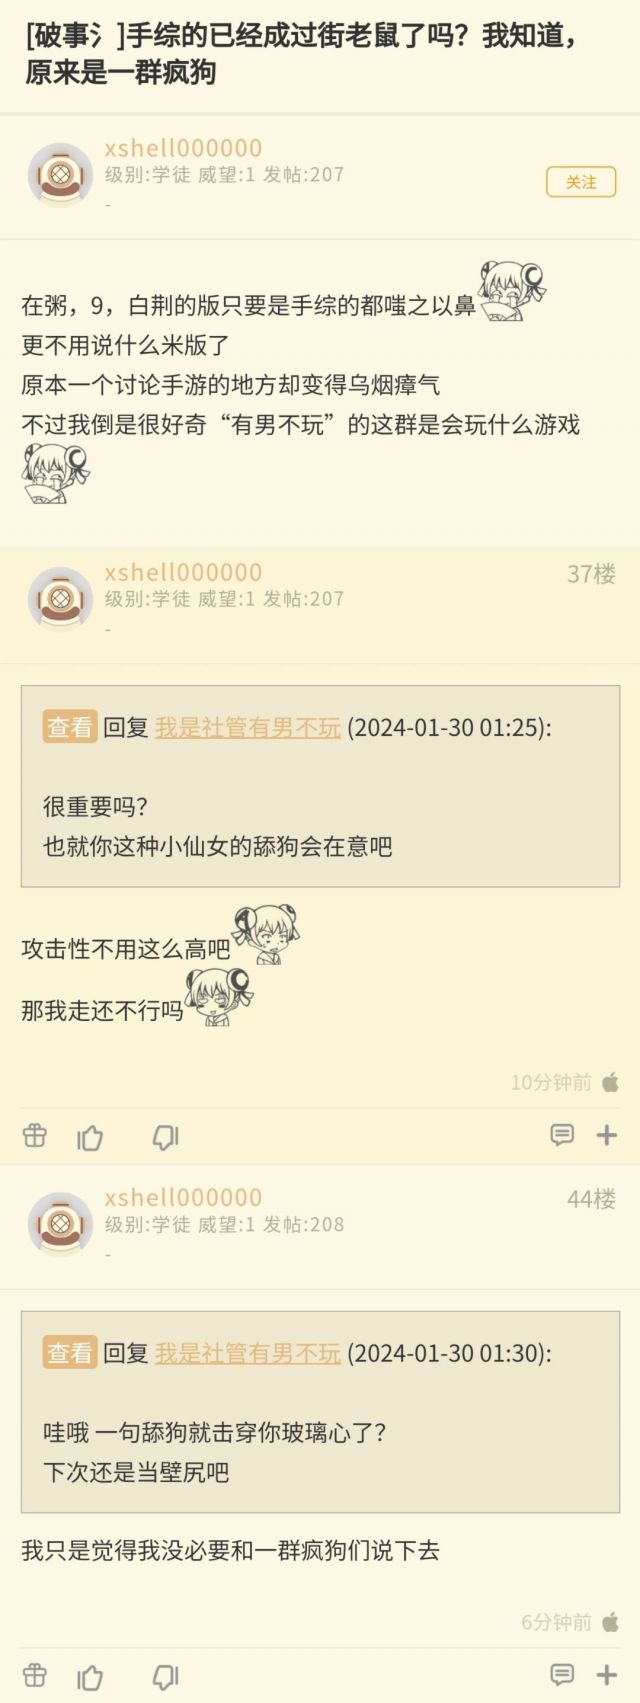 [破事氵]手综的已经成过街老鼠了吗？我知道，
原来是一群疯狗
xshell000000
级别:学徒 威望:1 发帖:207
-
关注
在粥，9，白荆的版只要是手综的都嗤之以鼻
更不用说什么米版了
原本一个讨论手游的地方却变得乌烟瘴气
不过我倒是很好奇“有男不玩”的这群是会玩什么游戏
xshell000000
37楼
级别:学徒 威望:1 发帖:207
-
查看 回复 我是社管有男不玩 (2024-01-30 01:25):
很重要吗？
也就你这种小仙女的舔狗会在意吧
攻击性不用这么高吧
那我走还不行吗
10分钟前
xshell000000
44楼
级别:学徒 威望:1 发帖:208
-
查看 回复 我是社管有男不玩 (2024-01-30 01:30):
哇哦 一句舔狗就击穿你玻璃心了？
下次还是当壁尻吧
我只是觉得我没必要和一群疯狗们说下去
6分钟前